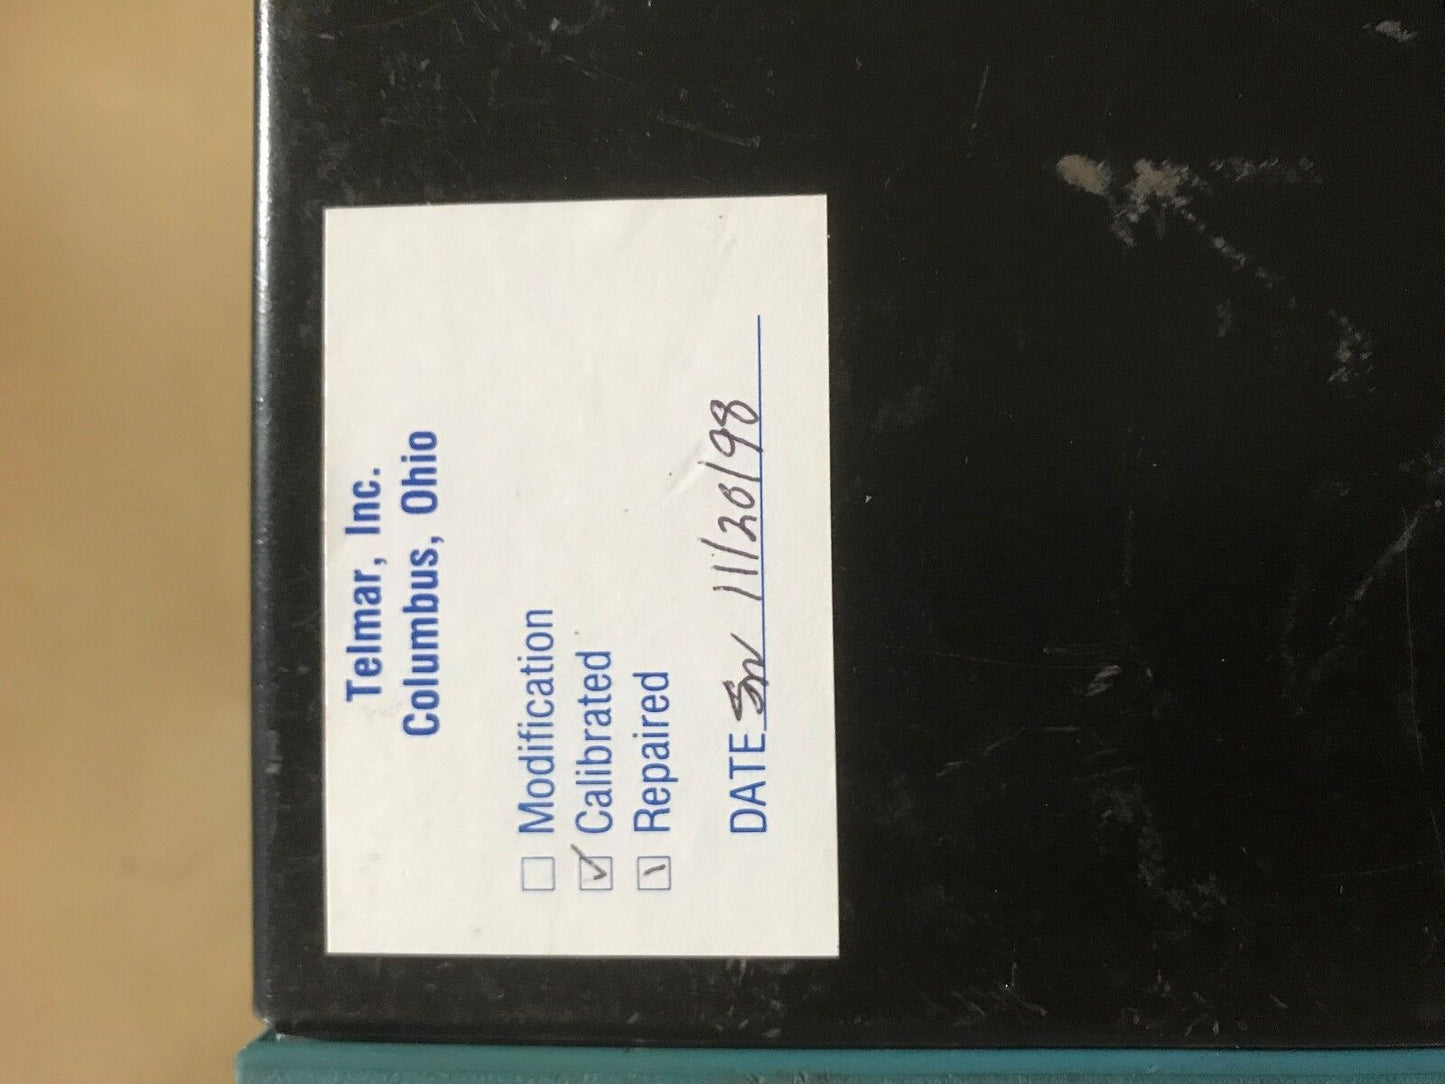 Telmar, Inc.
Columbus, Ohio
Modification
Calibrated
Repaired
DATE 11/20/98